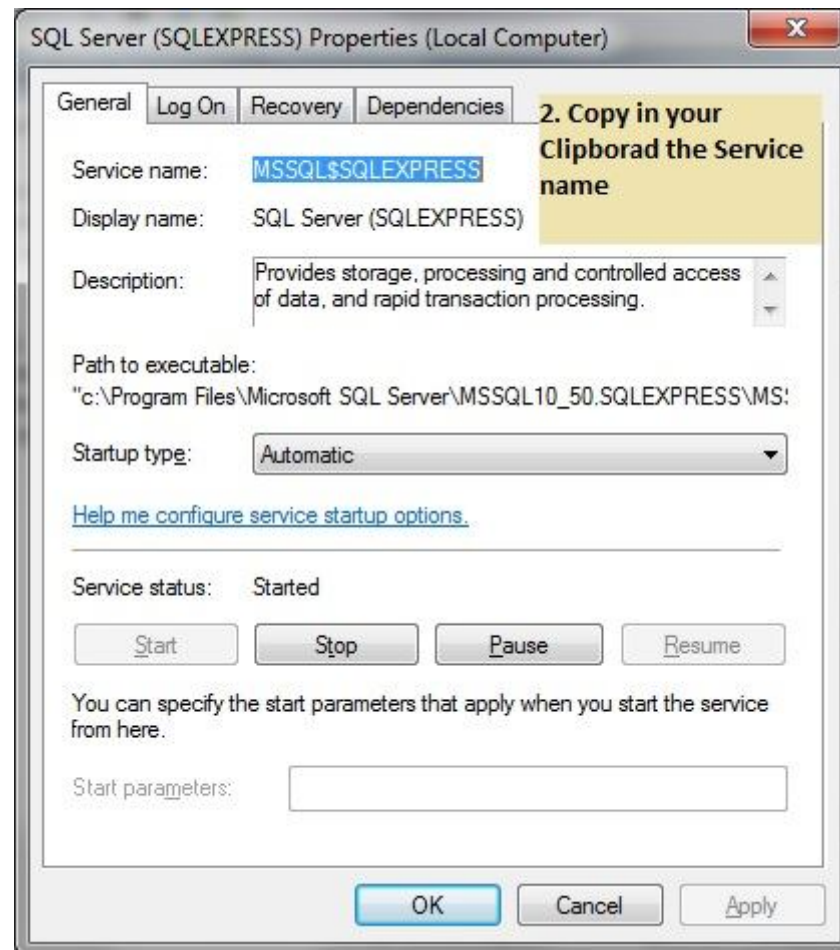 SQL Server (SQLEXPRESS) Properties (Local Computer)
General Log On Recovery Dependencies
2. Copy in your
Clipborad the Service
name
Service name: MSSQL$SQLEXPRESS
Display name: SQL Server (SQLEXPRESS)
Description: Provides storage, processing and controlled access
of data, and rapid transaction processing.
Path to executable:
"c:\Program Files\Microsoft SQL Server\MSSQL10_50.SQLEXPRESS\MS
Startup type: Automatic
Help me configure service startup options.
Service status: Started
Start Stop Pause Resume
You can specify the start parameters that apply when you start the service
from here.
Start parameters:
OK Cancel Apply